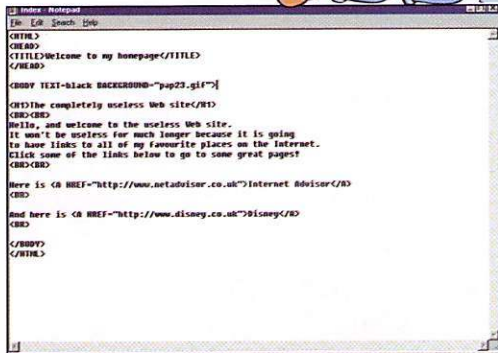 Index - Notepad
File Edit Search Help
<HTML>
<HEAD>
<TITLE>Welcome to my homepage</TITLE>
</HEAD>
<BODY TEXT=black BACKGROUND="pap23.gif">
<H1>The completely useless Web site</H1>
<BR><BR>
Hello, and welcome to the useless Web site.
It won't be useless for much longer because it is going
to have links to all of my favourite places on the Internet.
Click some of the links below to go to some great pages!
<BR><BR>
Here is <A HREF="http://www.netadvisor.co.uk">Internet Advisor</A>
<BR>
And here is <A HREF="http://www.disney.co.uk">Disney</A>
<BR>
</BODY>
</HTML>